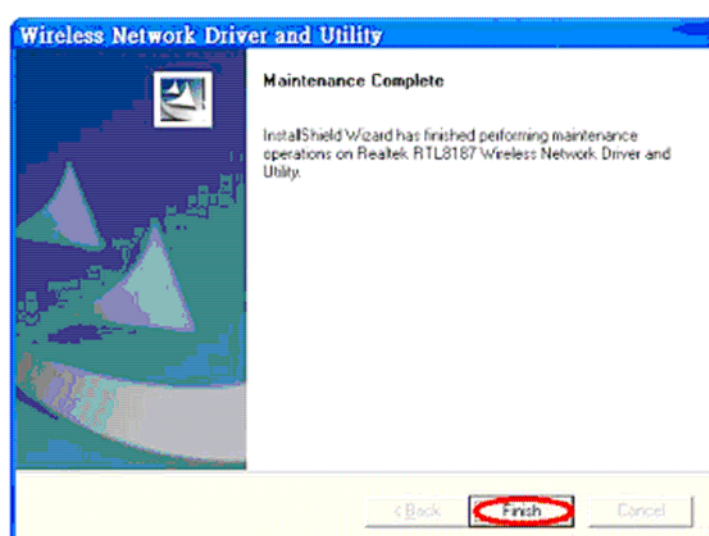 Wireless Network Driver and Utility
Maintenance Complete
InstallShield Wizard has finished performing maintenance
operations on Realtek RTL8187 Wireless Network Driver and
Utility.
< Back Finish Cancel